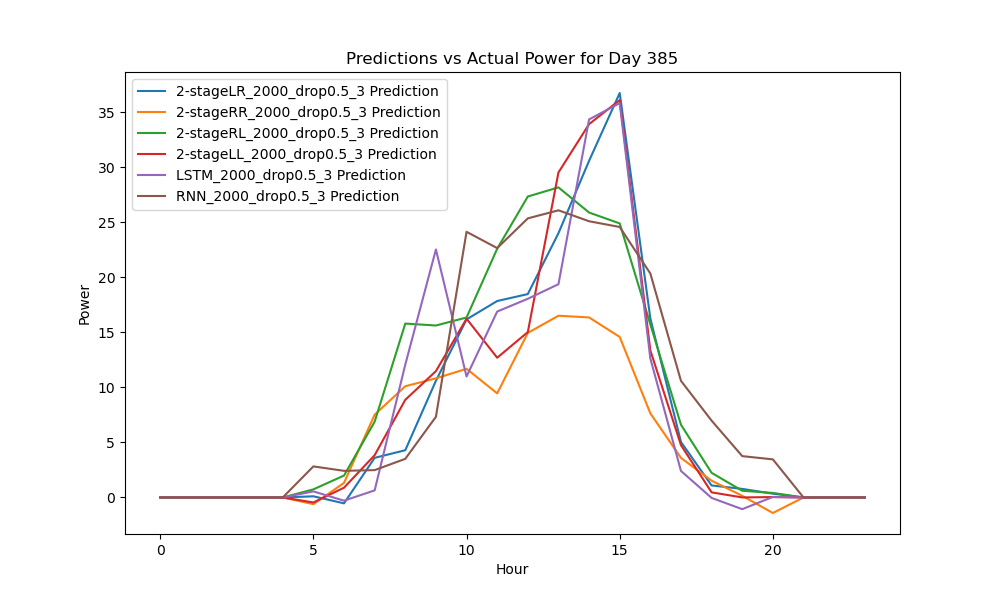 Predictions vs Actual Power for Day 385
2-stageLR_2000_drop0.5_3 Prediction
2-stageRR_2000_drop0.5_3 Prediction
2-stageRL_2000_drop0.5_3 Prediction
2-stageLL_2000_drop0.5_3 Prediction
LSTM_2000_drop0.5_3 Prediction
RNN_2000_drop0.5_3 Prediction
Power
35
30
25
20
15
10
5
0
0 5 10 15 20
Hour